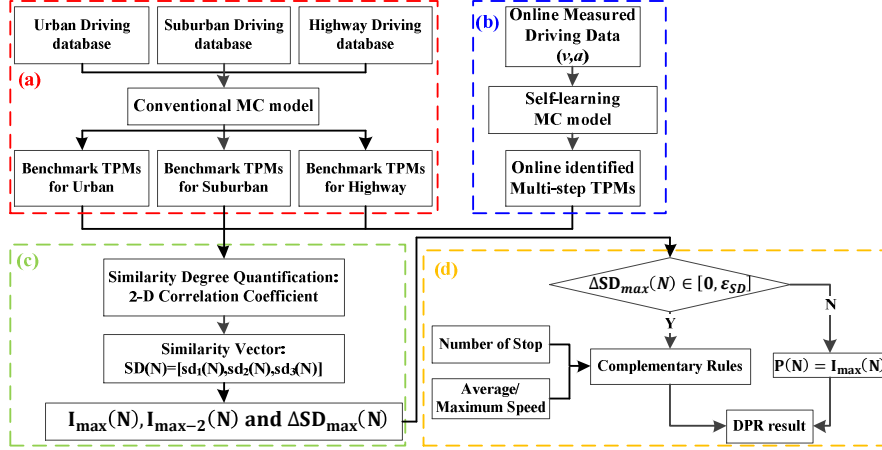 Urban Driving
database
Suburban Driving
database
Highway Driving
database
(a)
Conventional MC model
Benchmark TPMs
for Urban
Benchmark TPMs
for Suburban
Benchmark TPMs
for Highway
(b)
Online Measured
Driving Data
(v,a)
Self-learning
MC model
Online identified
Multi-step TPMs
(c)
Similarity Degree Quantification:
2-D Correlation Coefficient
Similarity Vector:
SD(N)=[sd₁(N),sd₂(N),sd₃(N)]
Iₘₐₓ(N), Iₘₐₓ₋₂(N) and ΔSDₘₐₓ(N)
(d)
ΔSDₘₐₓ(N) ∈ [0, ε_SD]
N
Y
Number of Stop
Average/
Maximum Speed
Complementary Rules
P(N) = Iₘₐₓ(N)
DPR result